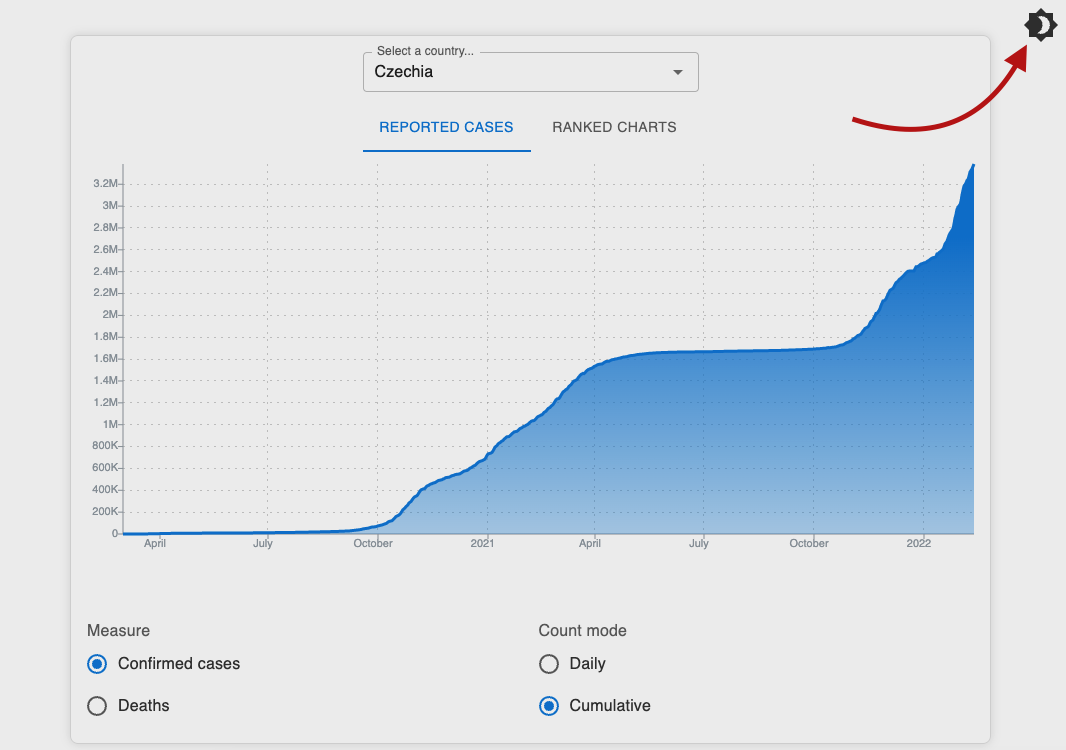 Select a country...
Czechia
REPORTED CASES RANKED CHARTS
3.2M
3M
2.8M
2.6M
2.4M
2.2M
2M
1.8M
1.6M
1.4M
1.2M
1M
800K
600K
400K
200K
0
April July October 2021 April July October 2022
Measure Count mode
Confirmed cases Daily
Deaths Cumulative